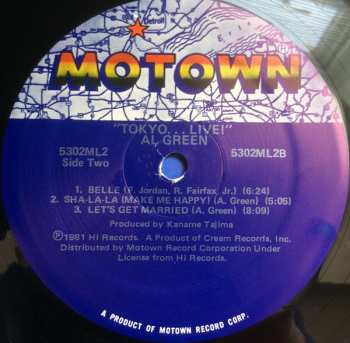 Detroit
Erie
MOTOWN®
"TOKYO...LIVE!"
AL GREEN
5302ML2
Side Two
5302ML2B
1. BELLE (F. Jordan, R. Fairfax, Jr.) (6:24)
2. SHA-LA-LA (MAKE ME HAPPY) (A. Green) (5:05)
3. LET'S GET MARRIED (A. Green) (8:09)
Produced by Kaname Tajima
℗1981 Hi Records. A Product of Cream Records, Inc.
Distributed by Motown Record Corporation Under
License from Hi Records.
A PRODUCT OF MOTOWN RECORD CORP.